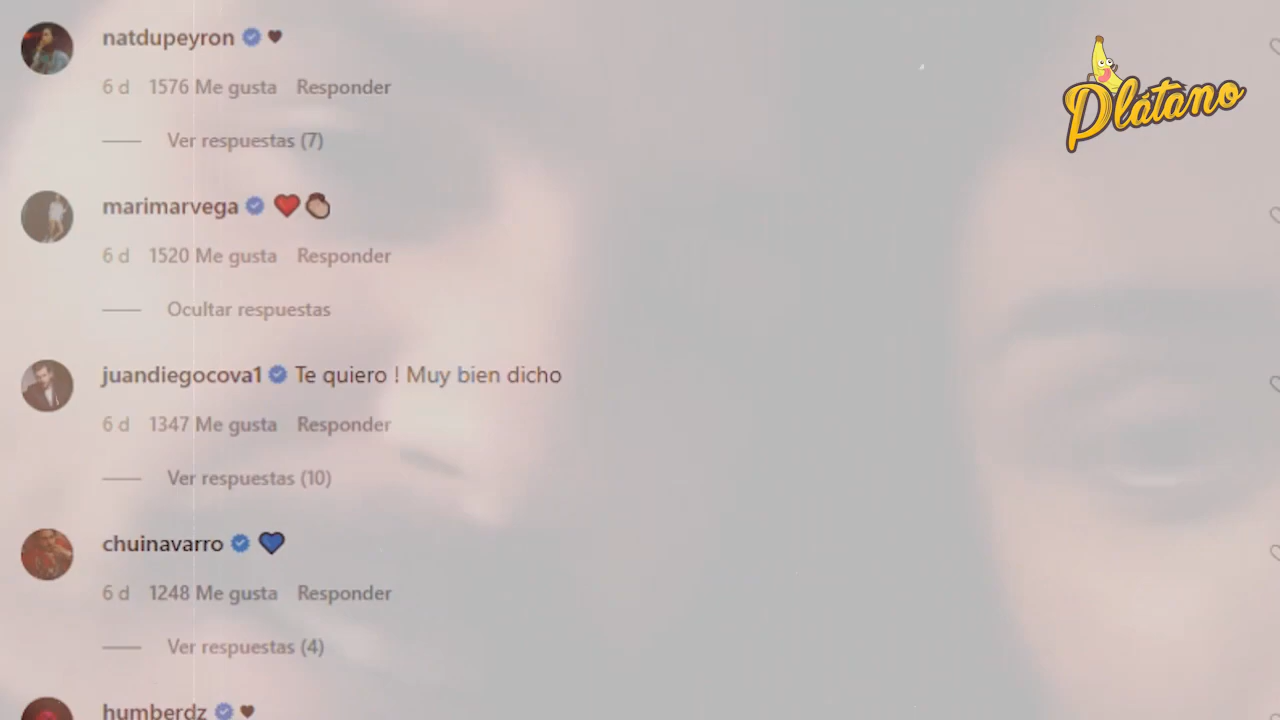 natdupeyron 🖤
6 d 1576 Me gusta Responder
Ver respuestas (7)
marimarvega ❤️👏
6 d 1520 Me gusta Responder
Ocultar respuestas
juandiegocova1 Te quiero ! Muy bien dicho
6 d 1347 Me gusta Responder
Ver respuestas (10)
chuinavarro 💙
6 d 1248 Me gusta Responder
Ver respuestas (4)
humberdz 🖤
Plátano